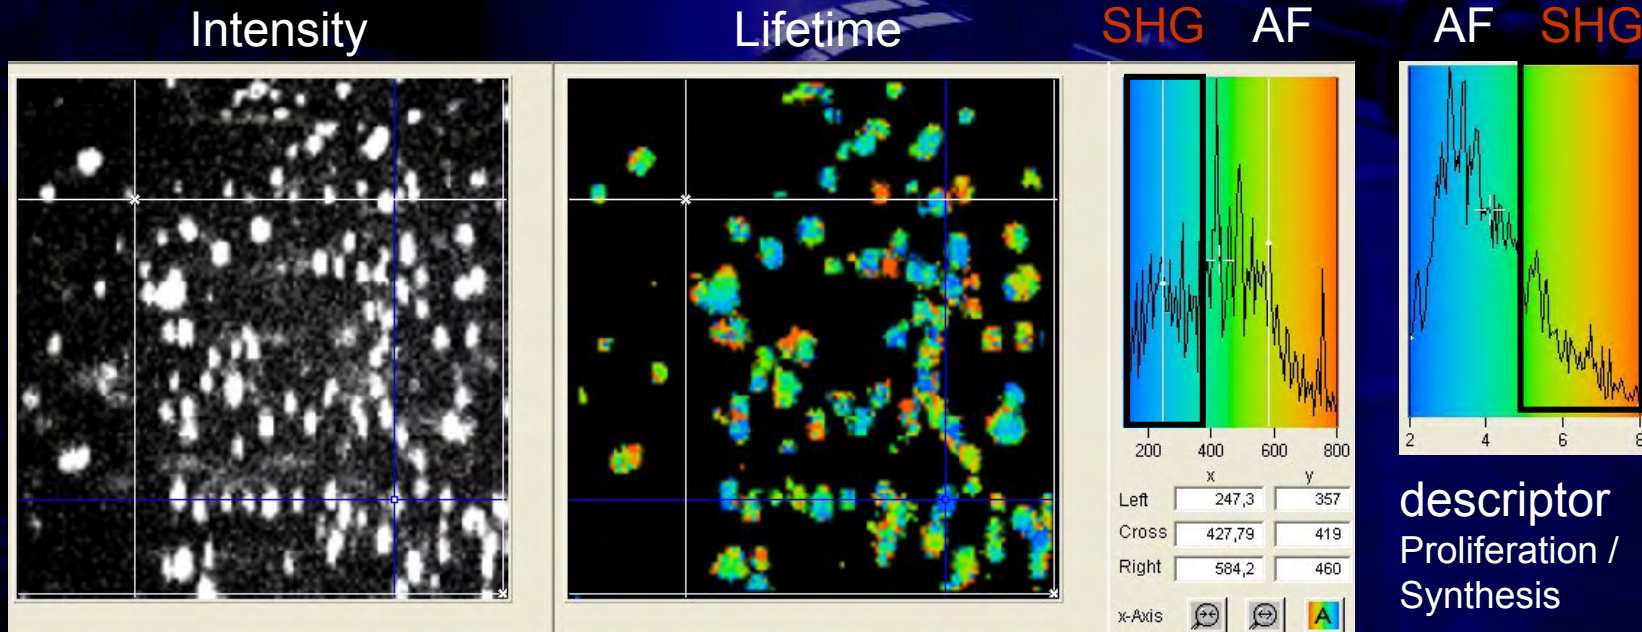 Intensity
Lifetime
SHG AF
AF SHG
200 400 600 800
x y
Left 247,3 357
Cross 427,79 419
Right 584,2 460
x-Axis A
2 4 6 8
descriptor
Proliferation /
Synthesis